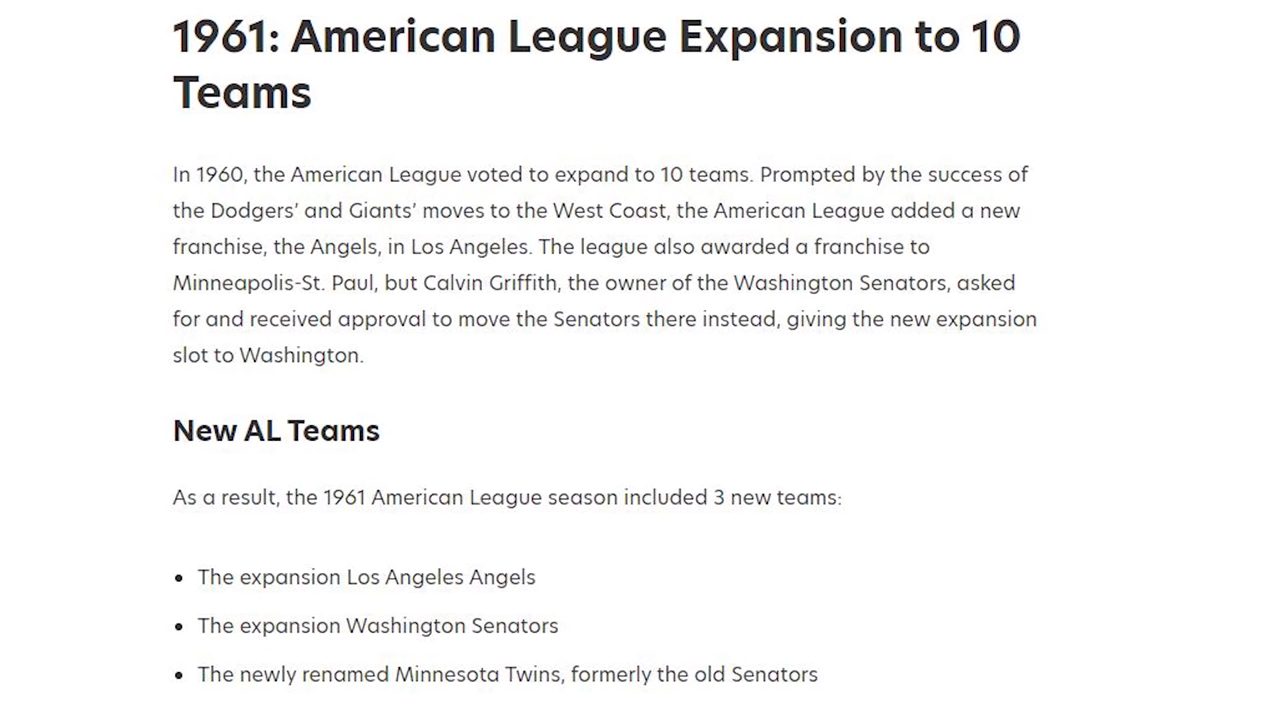 1961: American League Expansion to 10
Teams
In 1960, the American League voted to expand to 10 teams. Prompted by the success of
the Dodgers’ and Giants’ moves to the West Coast, the American League added a new
franchise, the Angels, in Los Angeles. The league also awarded a franchise to
Minneapolis-St. Paul, but Calvin Griffith, the owner of the Washington Senators, asked
for and received approval to move the Senators there instead, giving the new expansion
slot to Washington.
New AL Teams
As a result, the 1961 American League season included 3 new teams:
• The expansion Los Angeles Angels
• The expansion Washington Senators
• The newly renamed Minnesota Twins, formerly the old Senators